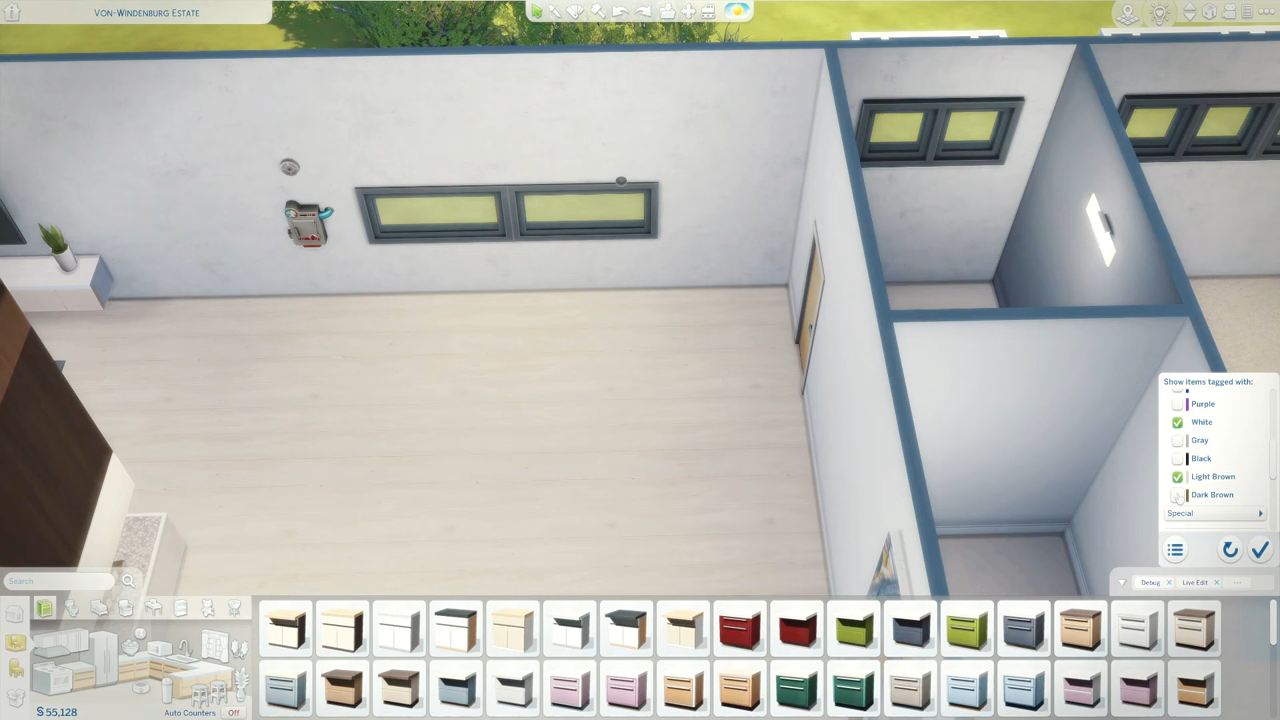 Von-Windenburg Estate
Show items tagged with:
Purple
White
Gray
Black
Light Brown
Dark Brown
Special
Debug
Live Edit
Search
$55,128
Auto Counters
Off